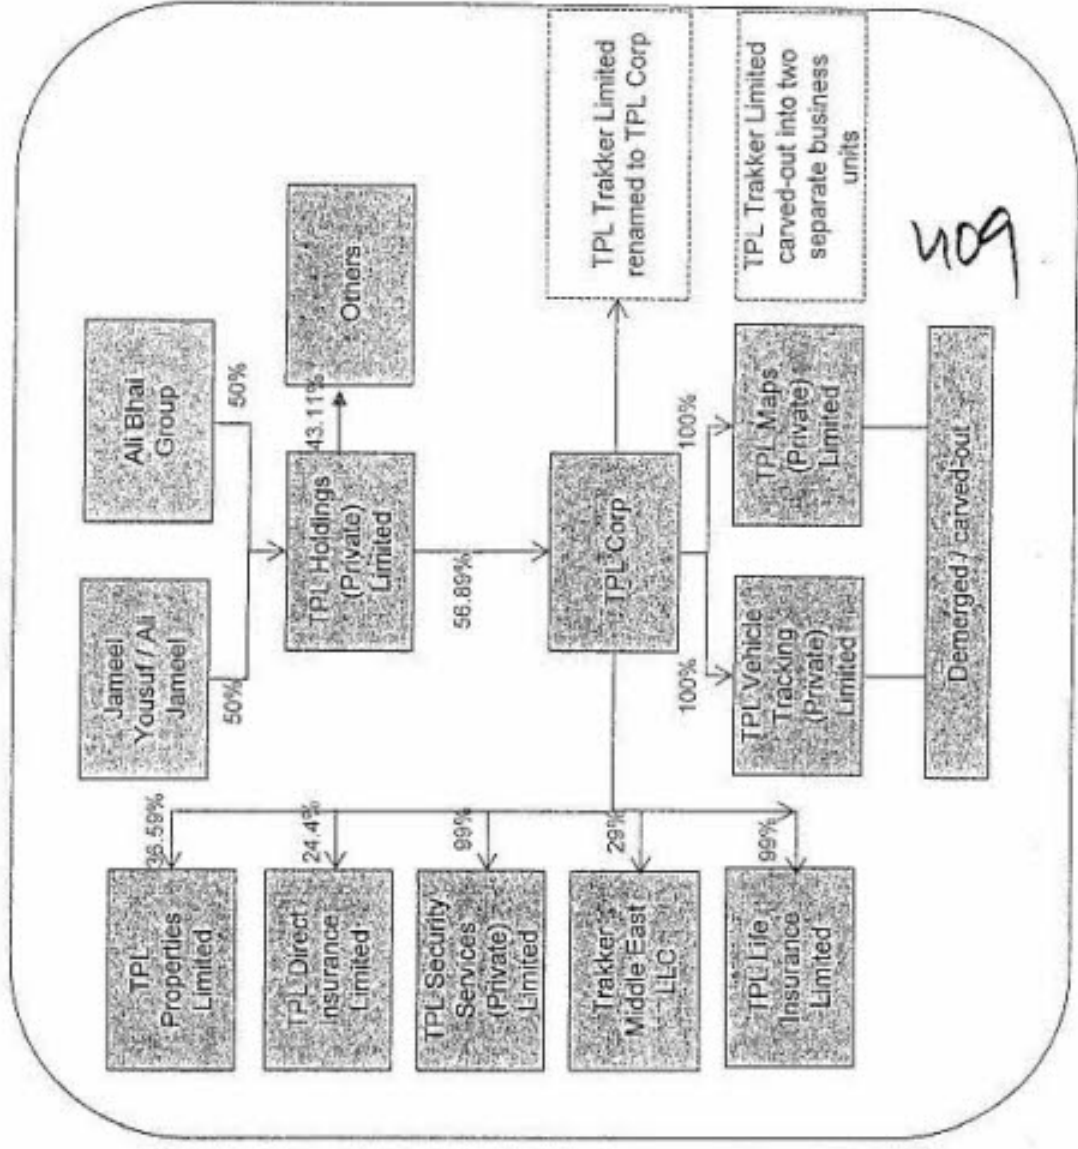 Jameel
Yousuf / Ali
Jameel
Ali Bhai
Group
50%
50%
TPL Holdings
(Private)
Limited
43.11%
Others
56.89%
TPL Corp
TPL Trakker Limited
renamed to TPL Corp
36.59%
TPL
Properties
Limited
24.4%
TPL Direct
Insurance
Limited
99%
TPL Security
Services
(Private)
Limited
29%
Trakker
Middle East
LLC
99%
TPL Life
Insurance
Limited
100%
100%
TPL Vehicle
Tracking
(Private)
Limited
TPL Maps
(Private)
Limited
TPL Trakker Limited
carved-out into two
separate business
units
Demerged / carved-out